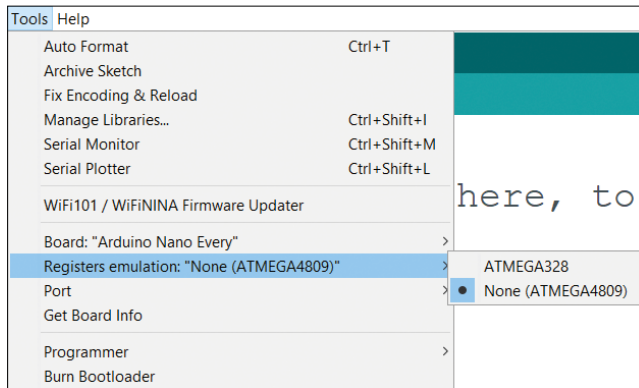 Tools Help
Auto Format Ctrl+T
Archive Sketch
Fix Encoding & Reload
Manage Libraries... Ctrl+Shift+I
Serial Monitor Ctrl+Shift+M
Serial Plotter Ctrl+Shift+L
WiFi101 / WiFiNINA Firmware Updater
here, to
Board: "Arduino Nano Every"
Registers emulation: "None (ATMEGA4809)"
ATMEGA328
Port
None (ATMEGA4809)
Get Board Info
Programmer
Burn Bootloader